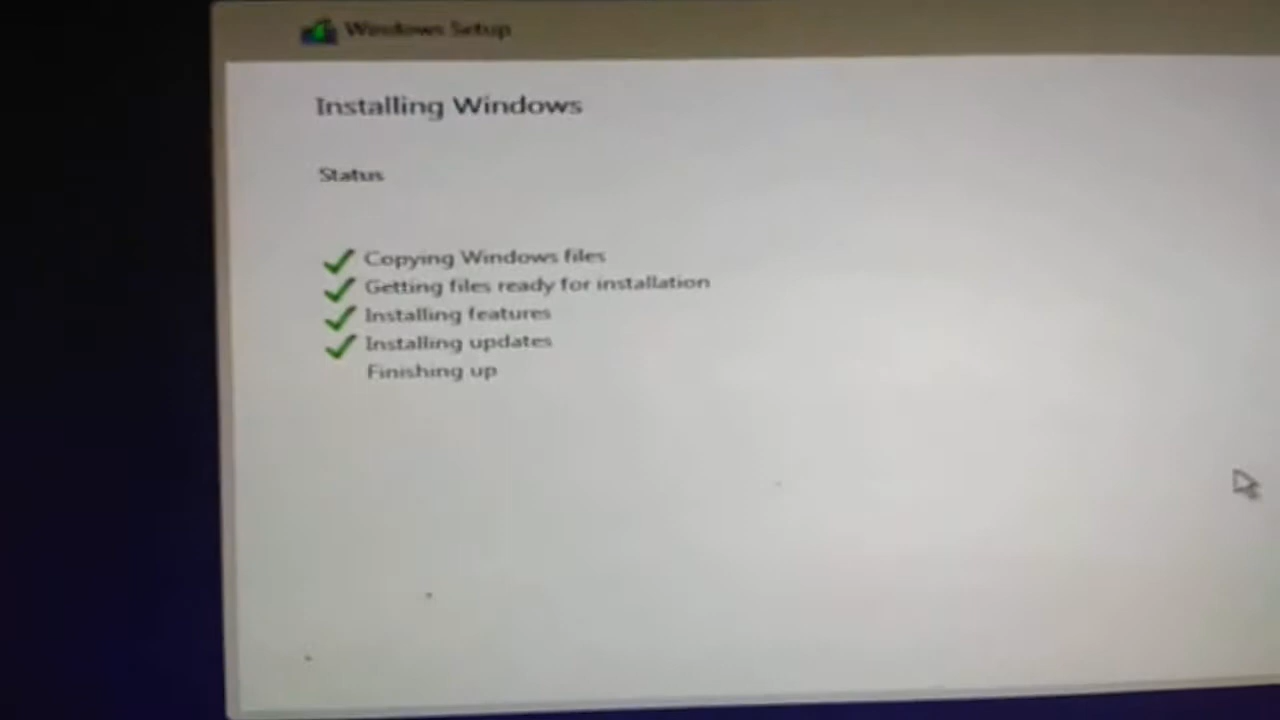 Windows Setup
Installing Windows
Status
Copying Windows files
Getting files ready for installation
Installing features
Installing updates
Finishing up